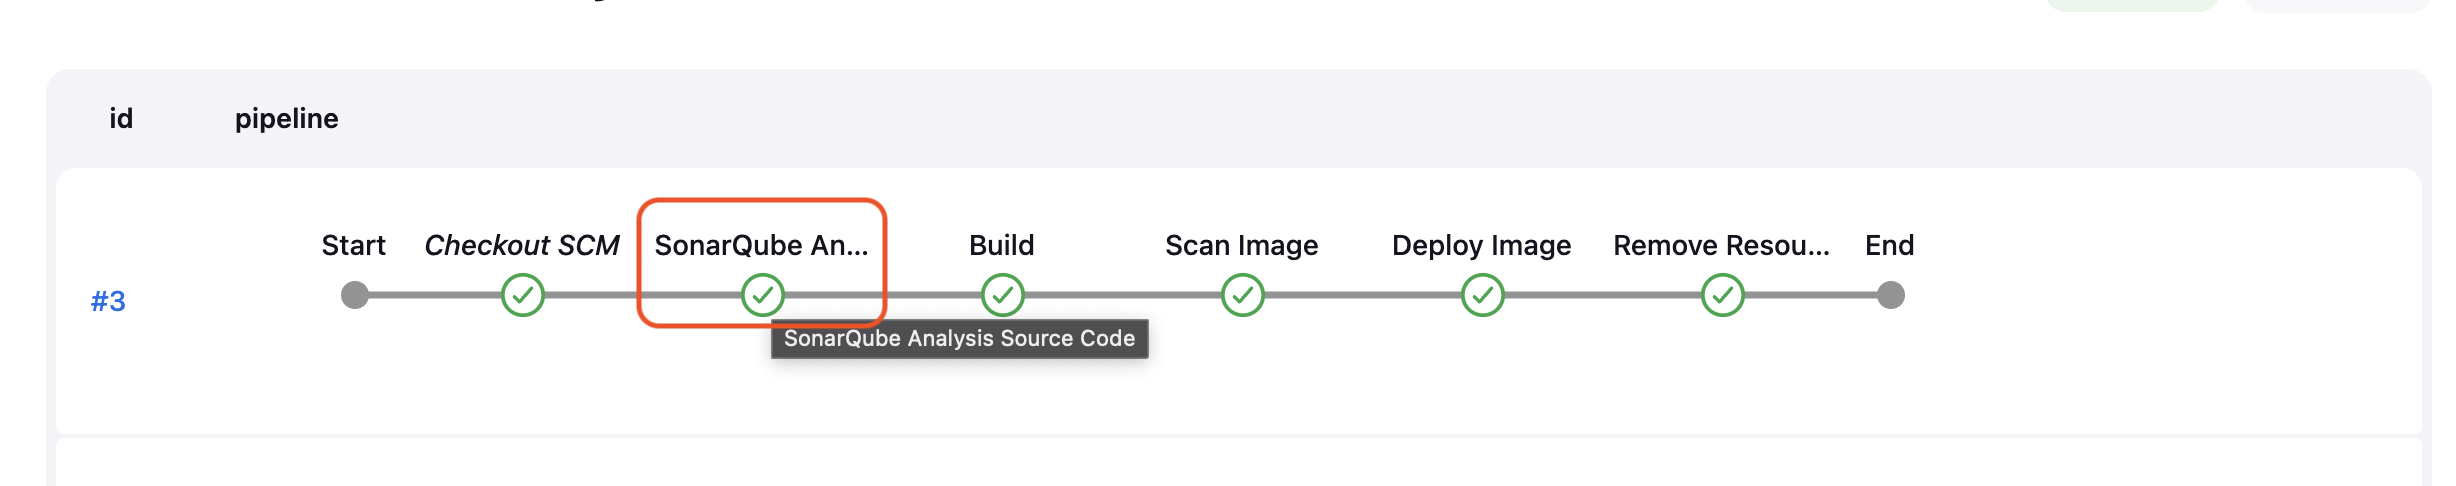 id pipeline
Start Checkout SCM SonarQube An... Build Scan Image Deploy Image Remove Resou... End
#3
SonarQube Analysis Source Code